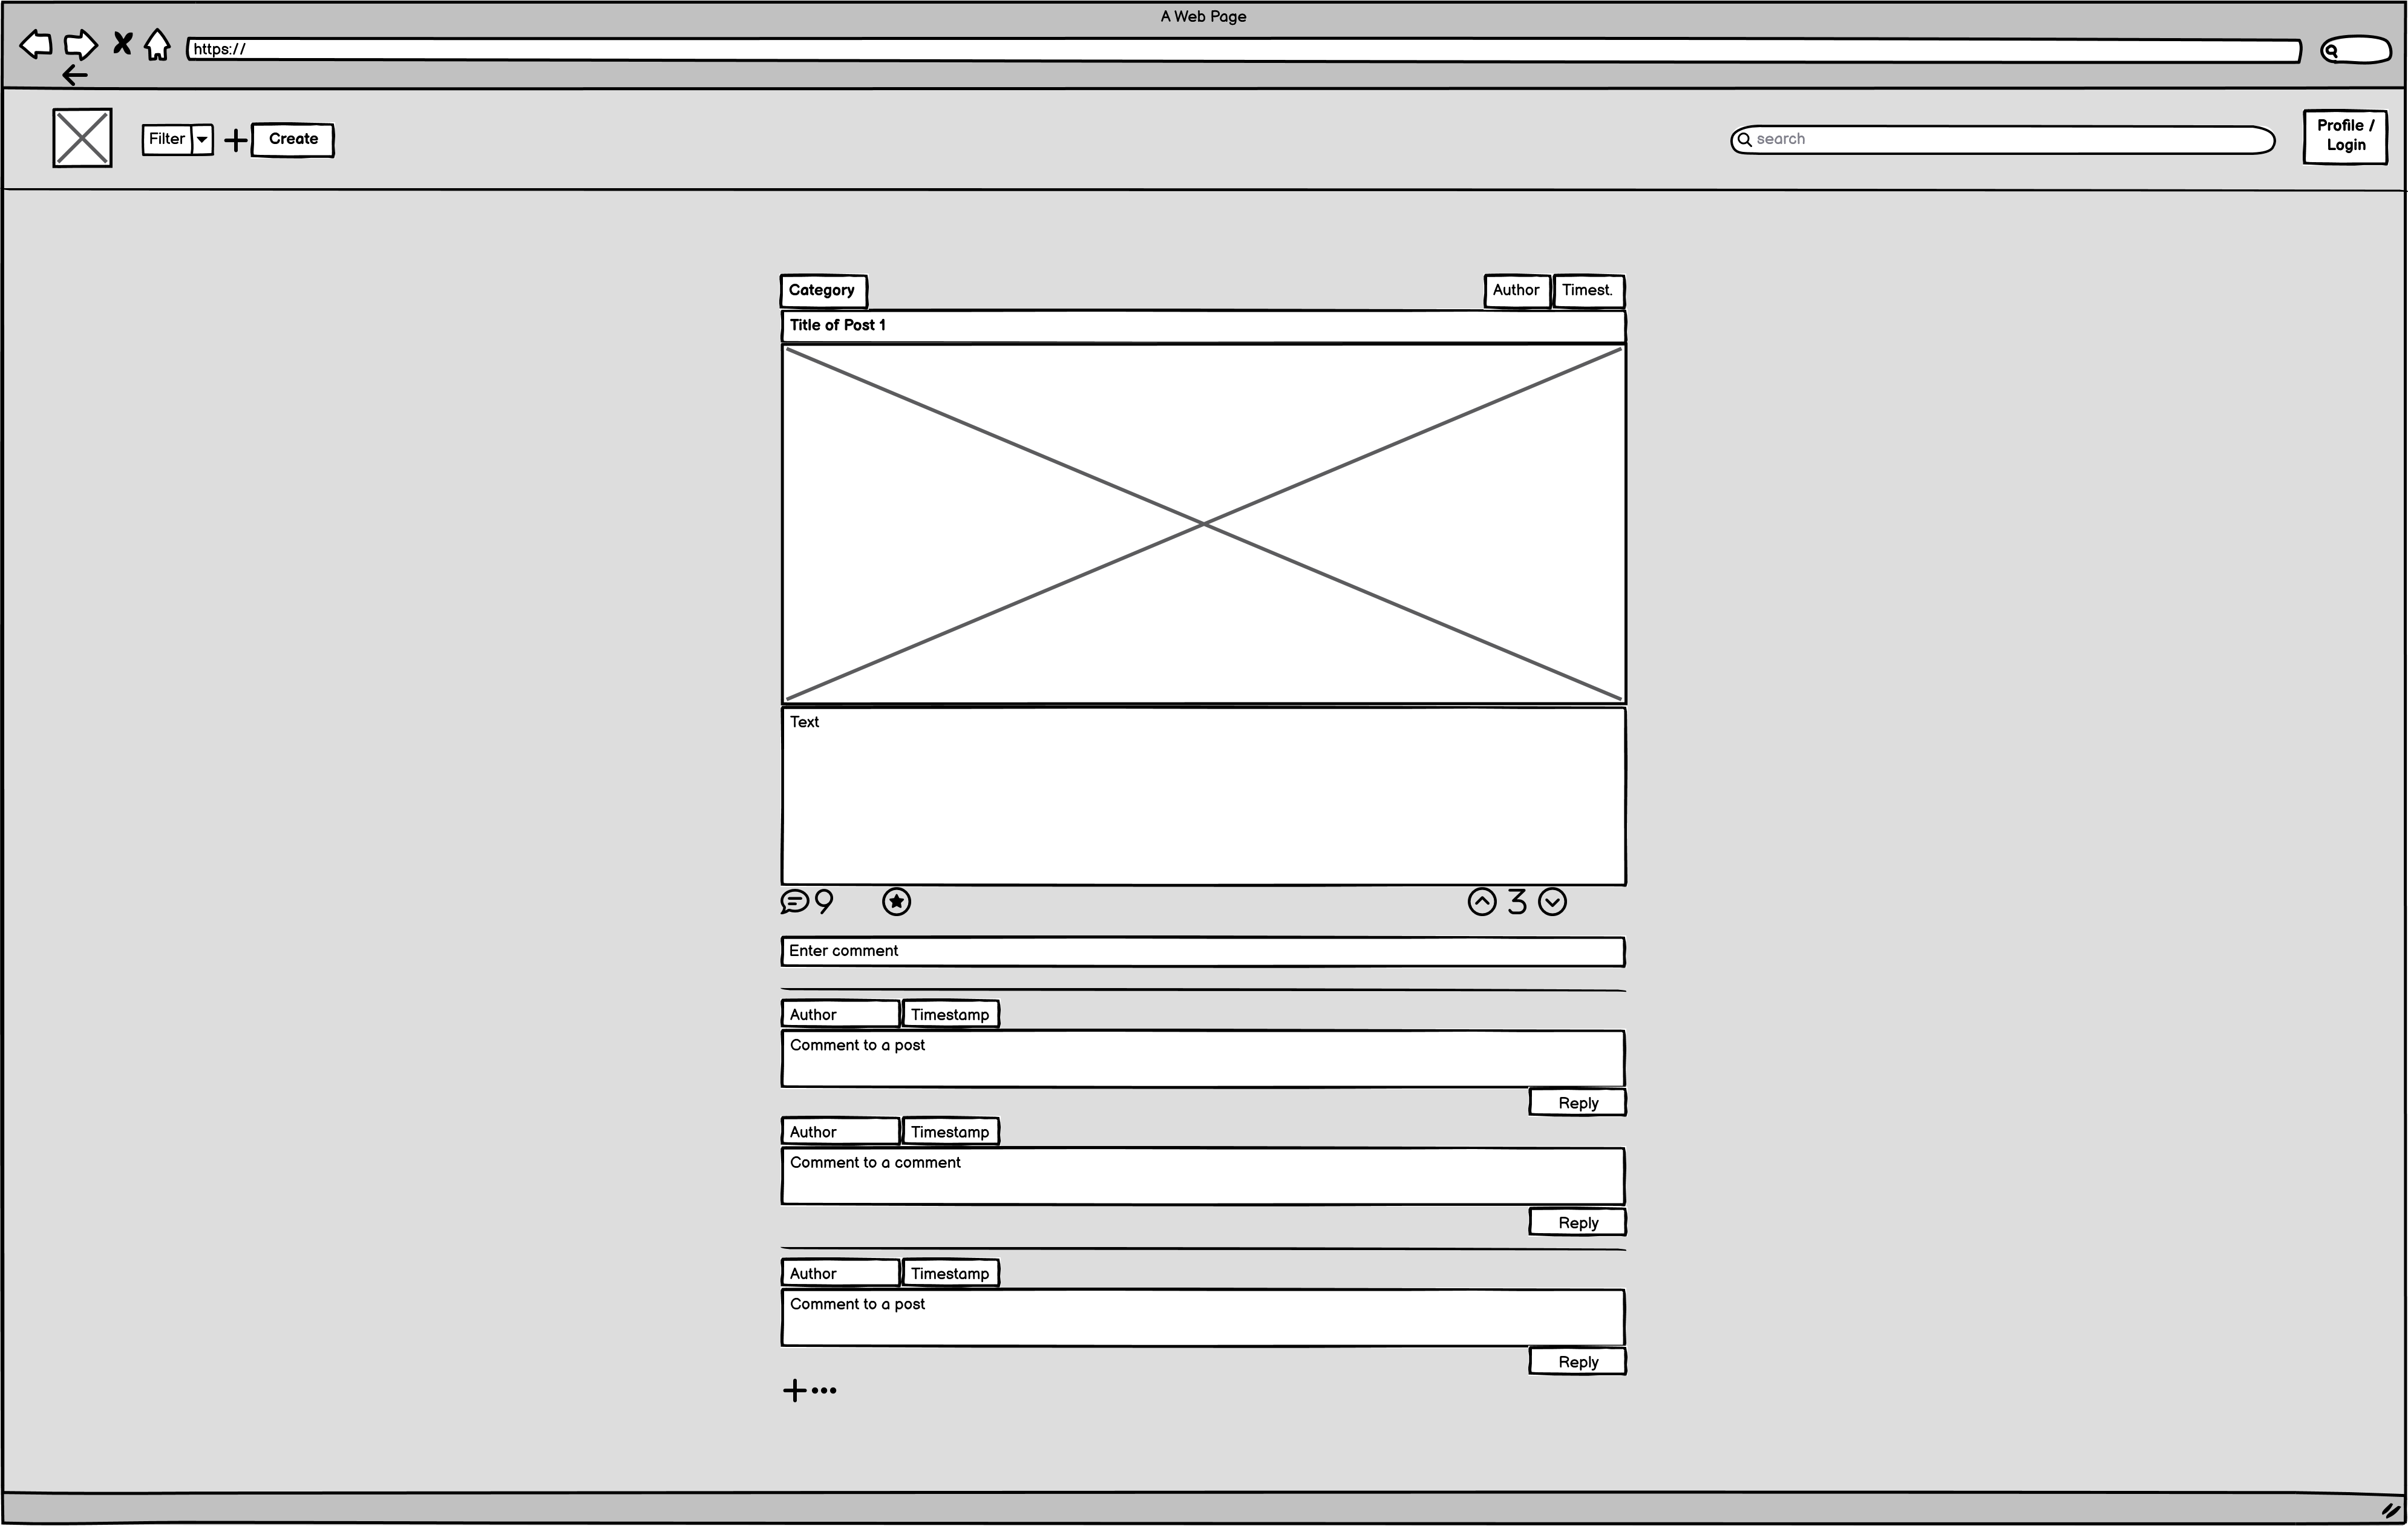 A Web Page
https://
Filter
Create
search
Profile /
Login
Category
Author
Timest.
Title of Post 1
Text
9
3
Enter comment
Author
Timestamp
Comment to a post
Reply
Author
Timestamp
Comment to a comment
Reply
Author
Timestamp
Comment to a post
Reply